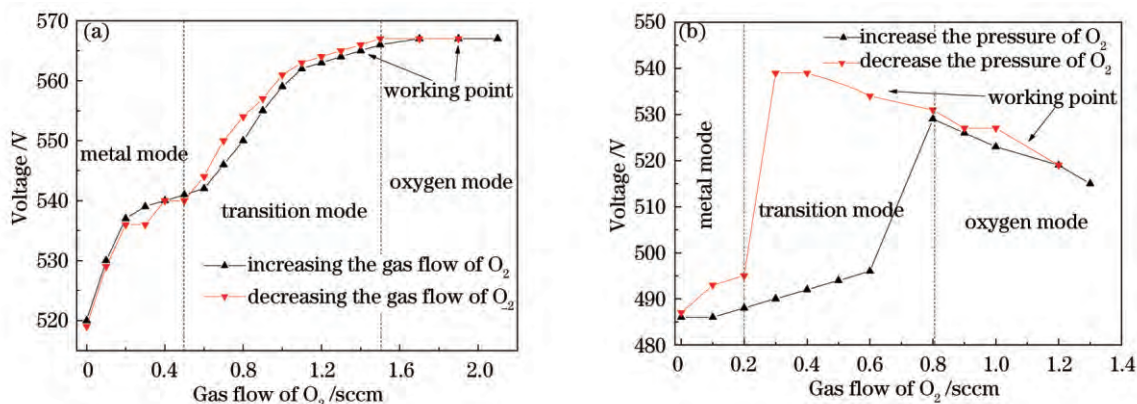 (a)
570
560
550
540
530
520
Voltage /V
metal mode
transition mode
oxygen mode
working point
increasing the gas flow of O2
decreasing the gas flow of O2
0 0.4 0.8 1.2 1.6 2.0
Gas flow of O2 /sccm
(b)
550
540
530
520
510
500
490
480
Voltage /V
increase the pressure of O2
decrease the pressure of O2
working point
metal mode
transition mode
oxygen mode
0 0.2 0.4 0.6 0.8 1.0 1.2 1.4
Gas flow of O2 /sccm